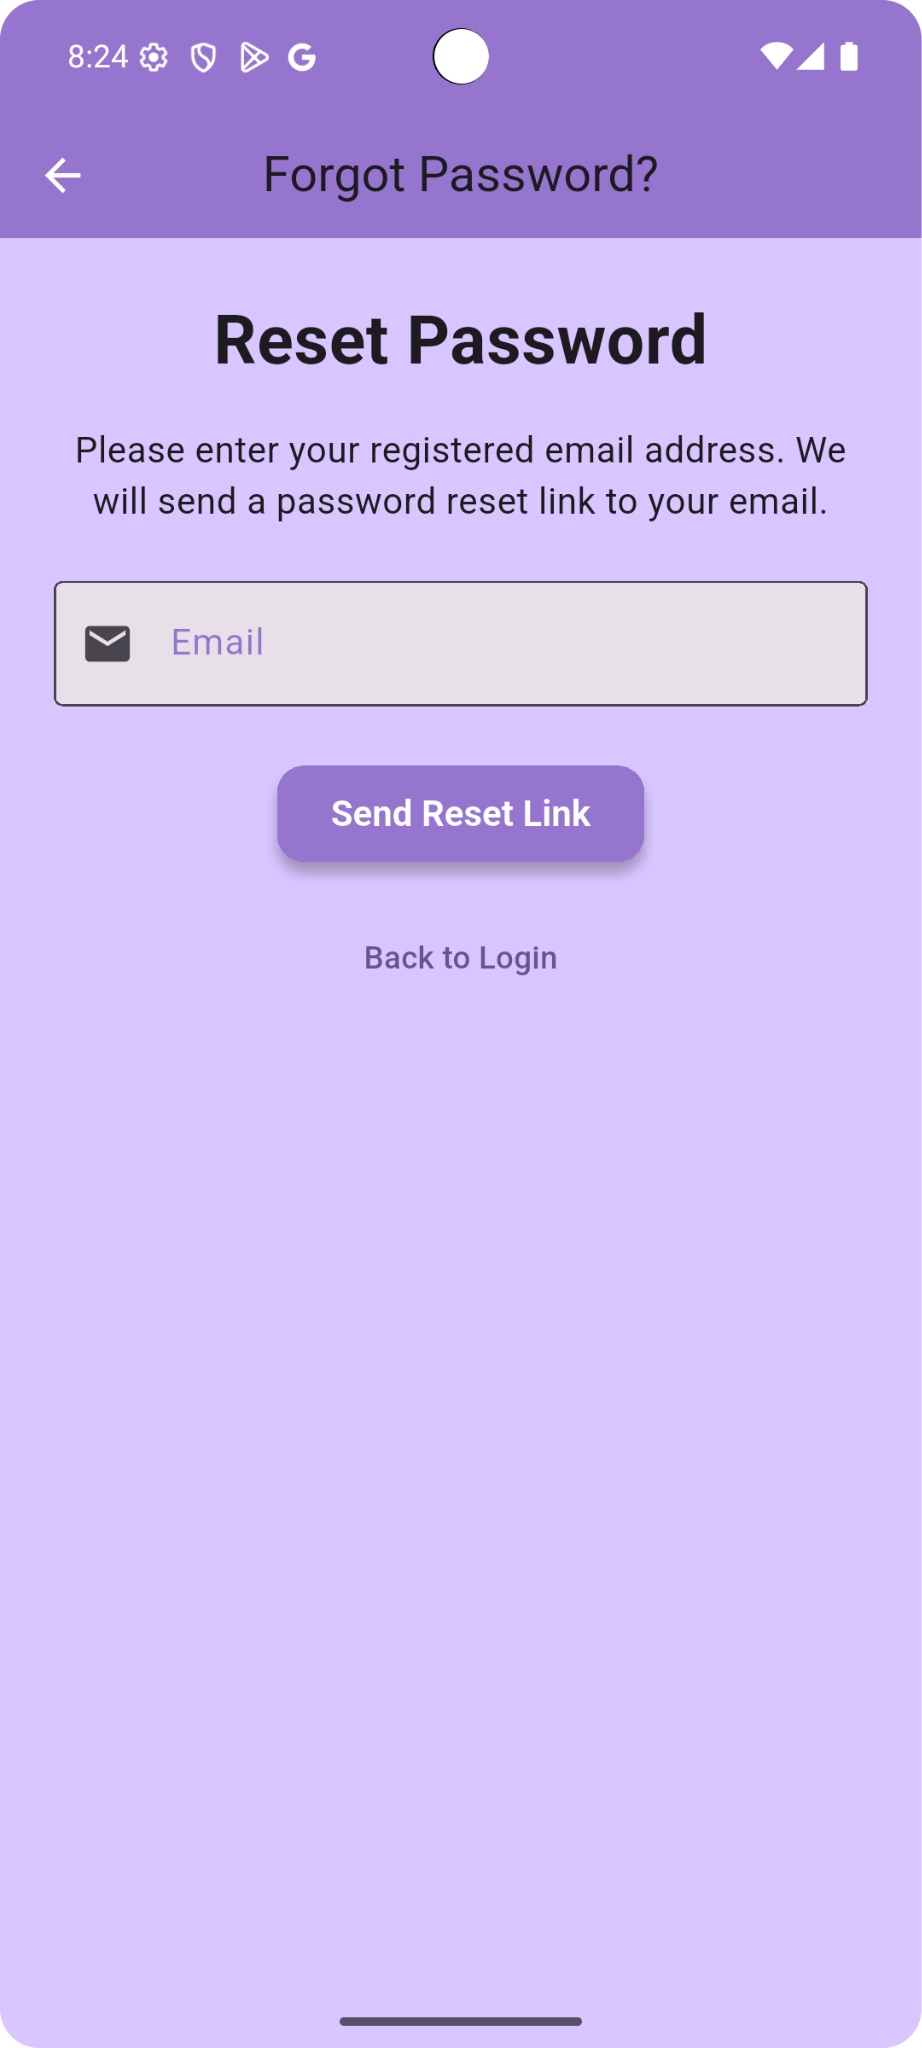 8:24
Forgot Password?
Reset Password
Please enter your registered email address. We
will send a password reset link to your email.
Email
Send Reset Link
Back to Login